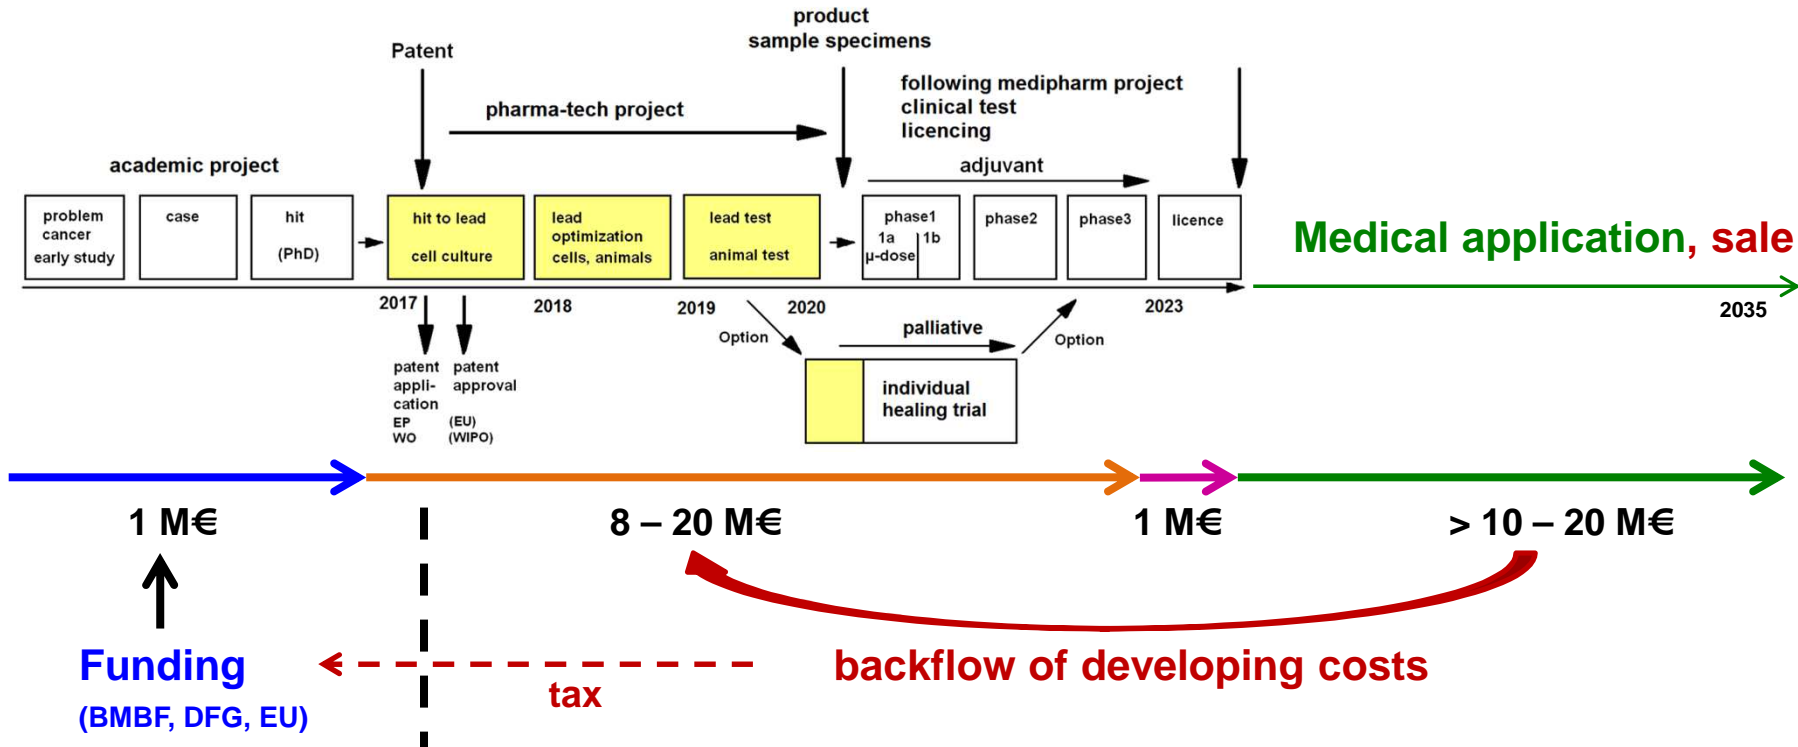 product
sample specimens
Patent
following medipharm project
clinical test
licencing
pharma-tech project
academic project
adjuvant
problem
cancer
early study
case
hit
(PhD)
hit to lead
cell culture
lead
optimization
cells, animals
lead test
animal test
phase1
1a 1b
µ-dose
phase2
phase3
licence
Medical application, sale
2017
2018
2019
2020
2023
2035
Option
palliative
Option
patent
appli-
cation
EP
WO
patent
approval
(EU)
(WIPO)
individual
healing trial
1 M€
8 – 20 M€
1 M€
> 10 – 20 M€
Funding
(BMBF, DFG, EU)
tax
backflow of developing costs